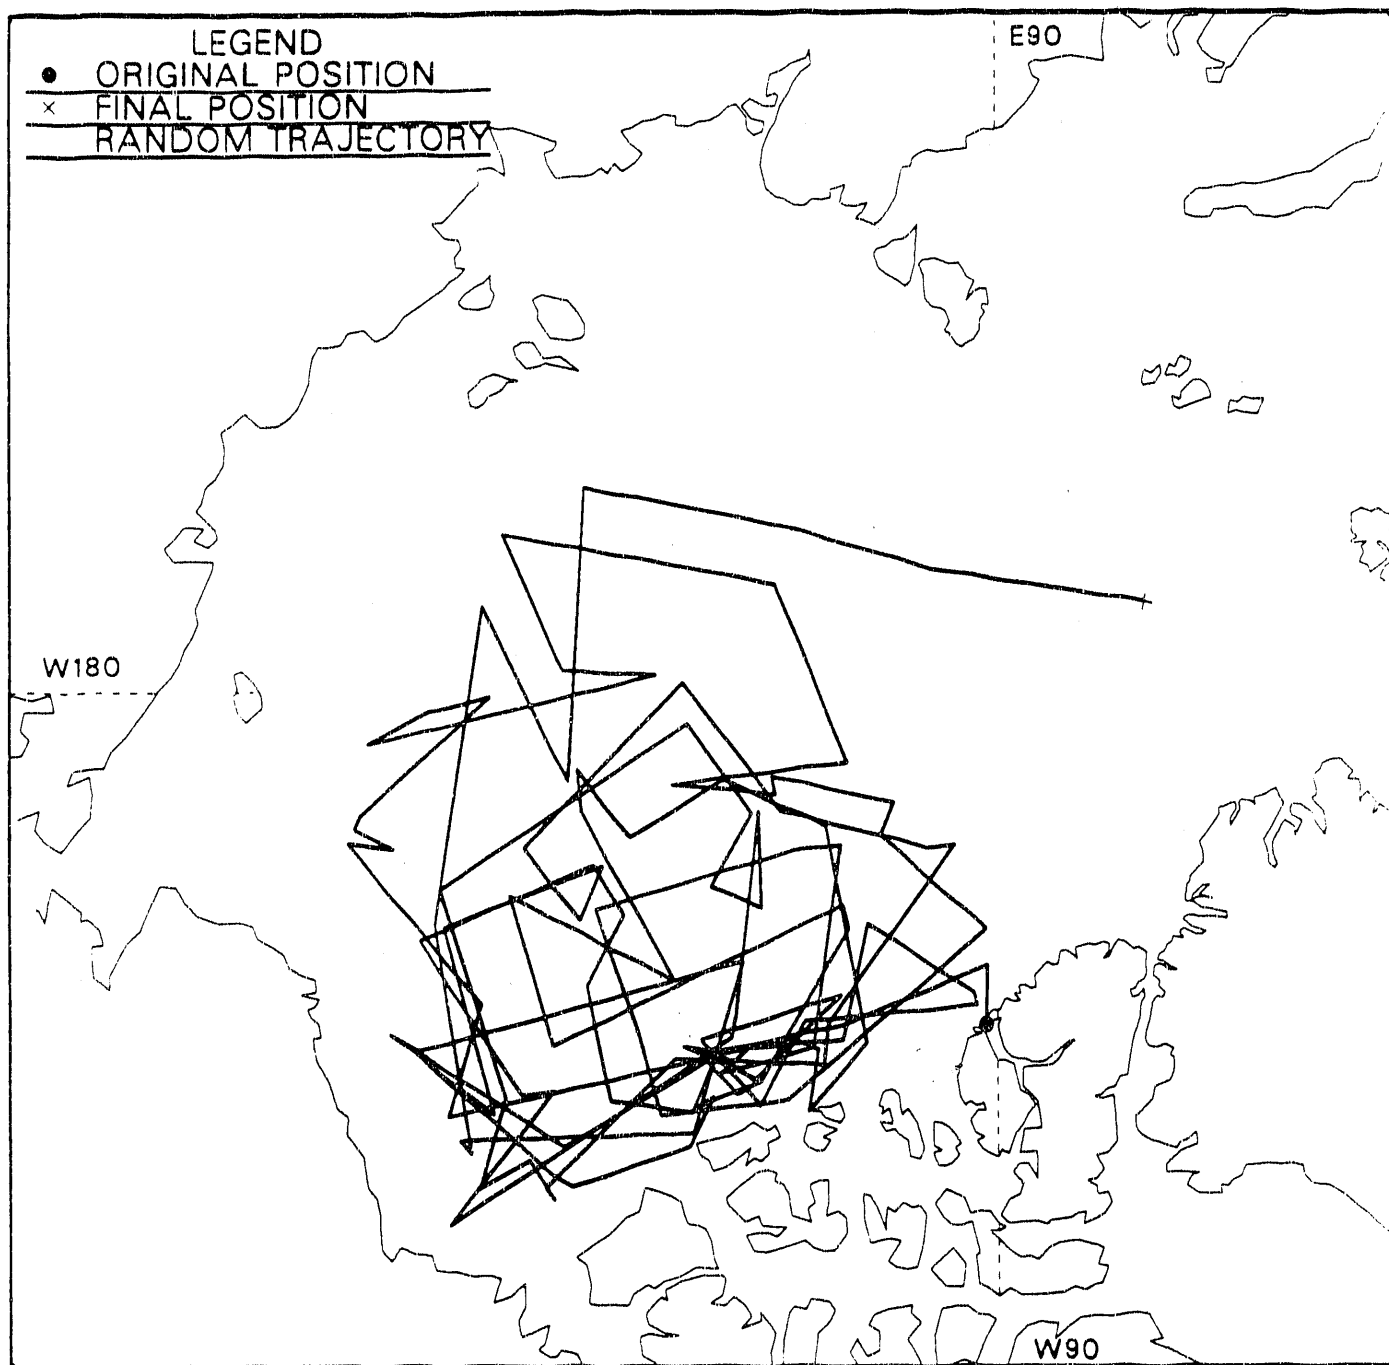 LEGEND
ORIGINAL POSITION
× FINAL POSITION
RANDOM TRAJECTORY
E90
W180
W90